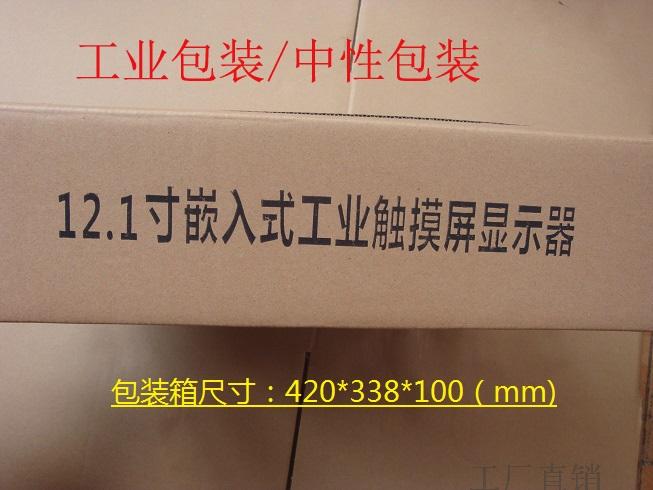 工业包装/中性包装
12.1寸嵌入式工业触摸屏显示器
包装箱尺寸：420*338*100（mm)
工厂直销